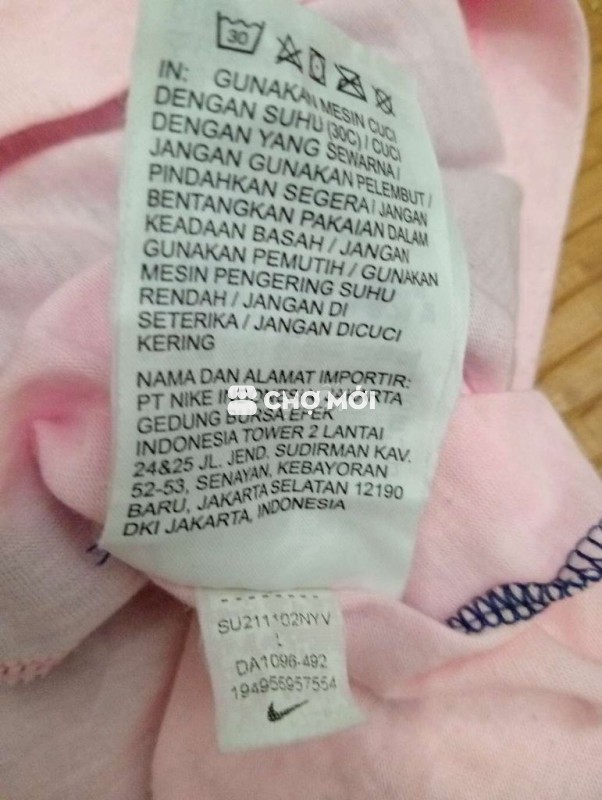 30
IN: GUNAKAN MESIN CUCI
DENGAN SUHU (30C) / CUCI
DENGAN YANG SEWARNA /
JANGAN GUNAKAN PELEMBUT /
PINDAHKAN SEGERA / JANGAN
BENTANGKAN PAKAIAN DALAM
KEADAAN BASAH / JANGAN
GUNAKAN PEMUTIH / GUNAKAN
MESIN PENGERING SUHU
RENDAH / JANGAN DI
SETERIKA / JANGAN DICUCI
KERING
NAMA DAN ALAMAT IMPORTIR:
PT NIKE
CHỢ MỚI
GEDUNG BURSA EFEK
INDONESIA TOWER 2 LANTAI
24&25 JL. JEND. SUDIRMAN KAV.
52-53, SENAYAN, KEBAYORAN
BARU, JAKARTA SELATAN 12190
DKI JAKARTA, INDONESIA
SU211102NYV
L
DA1096-492
194955957554